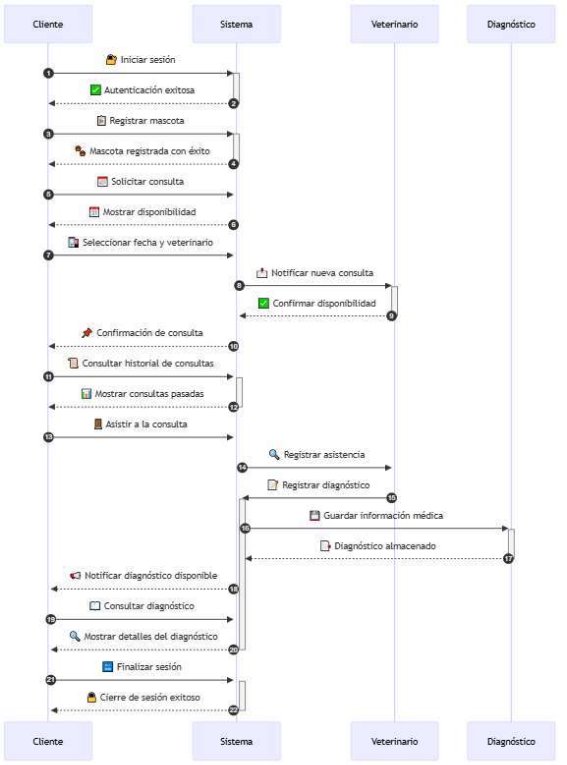 Cliente Sistema Veterinario Diagnóstico
Iniciar sesión
1
Autenticación exitosa
2
Registrar mascota
3
Mascota registrada con éxito
4
Solicitar consulta
5
Mostrar disponibilidad
6
Seleccionar fecha y veterinario
7
Notificar nueva consulta
8
Confirmar disponibilidad
9
Confirmación de consulta
10
Consultar historial de consultas
11
Mostrar consultas pasadas
12
Asistir a la consulta
13
Registrar asistencia
14
Registrar diagnóstico
15
Guardar información médica
16
Diagnóstico almacenado
17
Notificar diagnóstico disponible
18
Consultar diagnóstico
19
Mostrar detalles del diagnóstico
20
Finalizar sesión
21
Cierre de sesión exitoso
22
Cliente Sistema Veterinario Diagnóstico